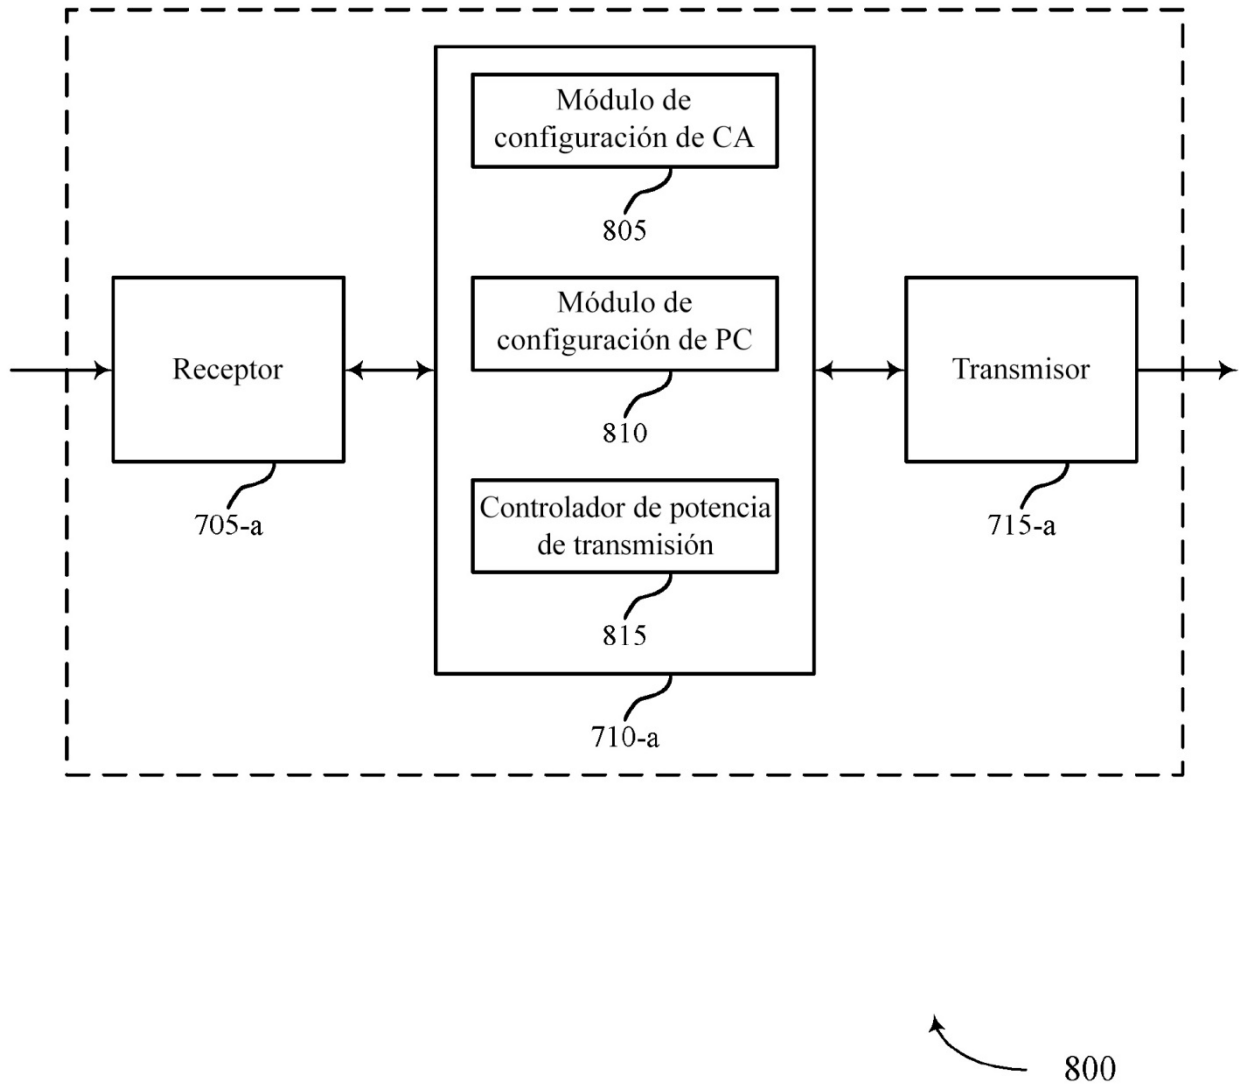 Módulo de
configuración de CA
805
Módulo de
configuración de PC
810
Receptor
705-a
Transmisor
715-a
Controlador de potencia
de transmisión
815
710-a
800